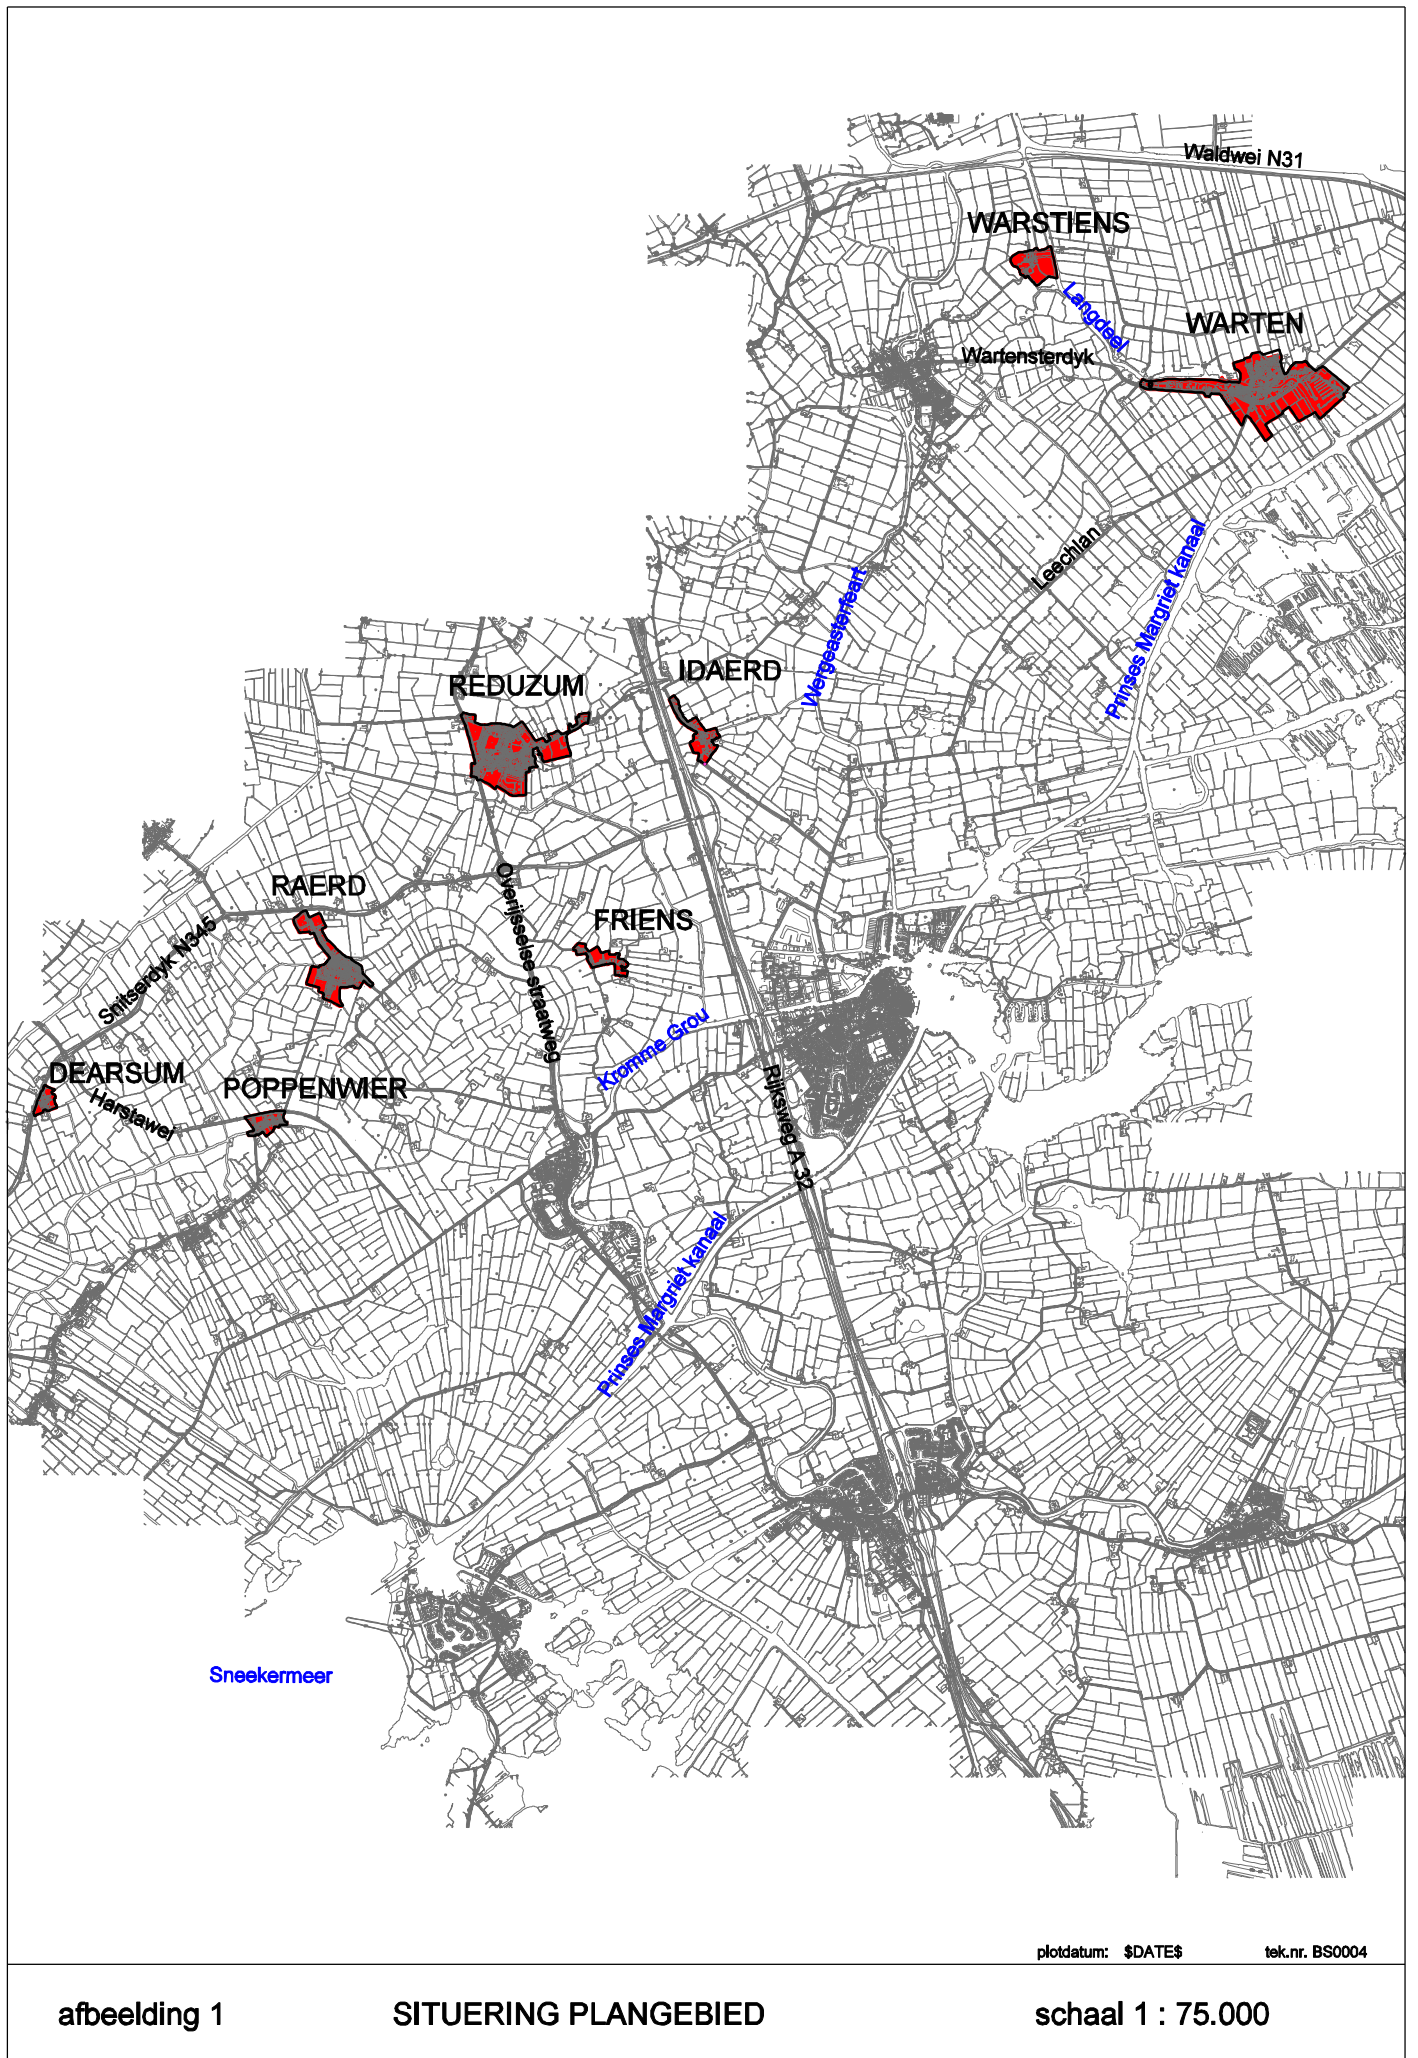 Waldwei N31
WARSTIENS
Langdeel
WARTEN
Wartensterdyk
Leechlan
Prinses Margriet kanaal
Wergeasterfeart
IDAERD
REDUZUM
RAERD
Overijsselse straatweg
FRIENS
Snitserdyk N345
Kromme Grou
DEARSUM
POPPENWIER
Harstawei
Rijksweg A 32
Prinses Margriet kanaal
Sneekermeer
plotdatum: $DATE$ tek.nr. BS0004
afbeelding 1 SITUERING PLANGEBIED schaal 1 : 75.000